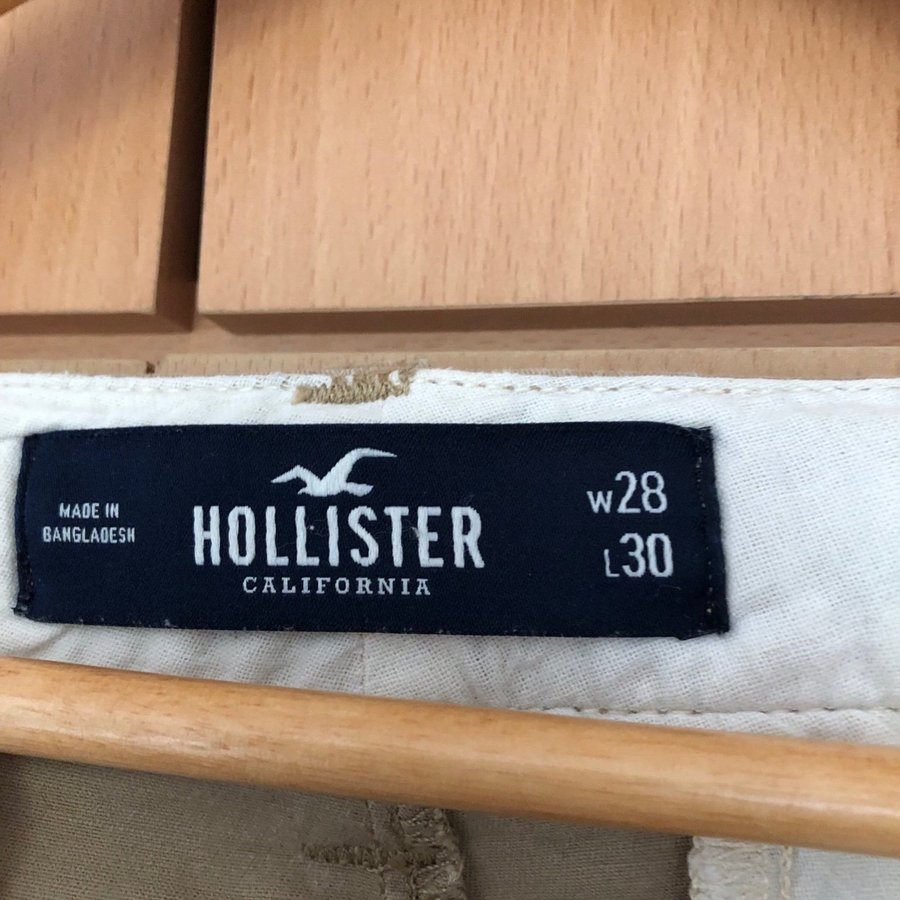 MADE IN
BANGLADESH
HOLLISTER
CALIFORNIA
W28
L30